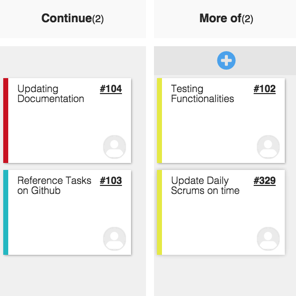 Continue(2)
Updating #104
Documentation
Reference Tasks #103
on Github
More of(2)
Testing #102
Functionalities
Update Daily #329
Scrums on time